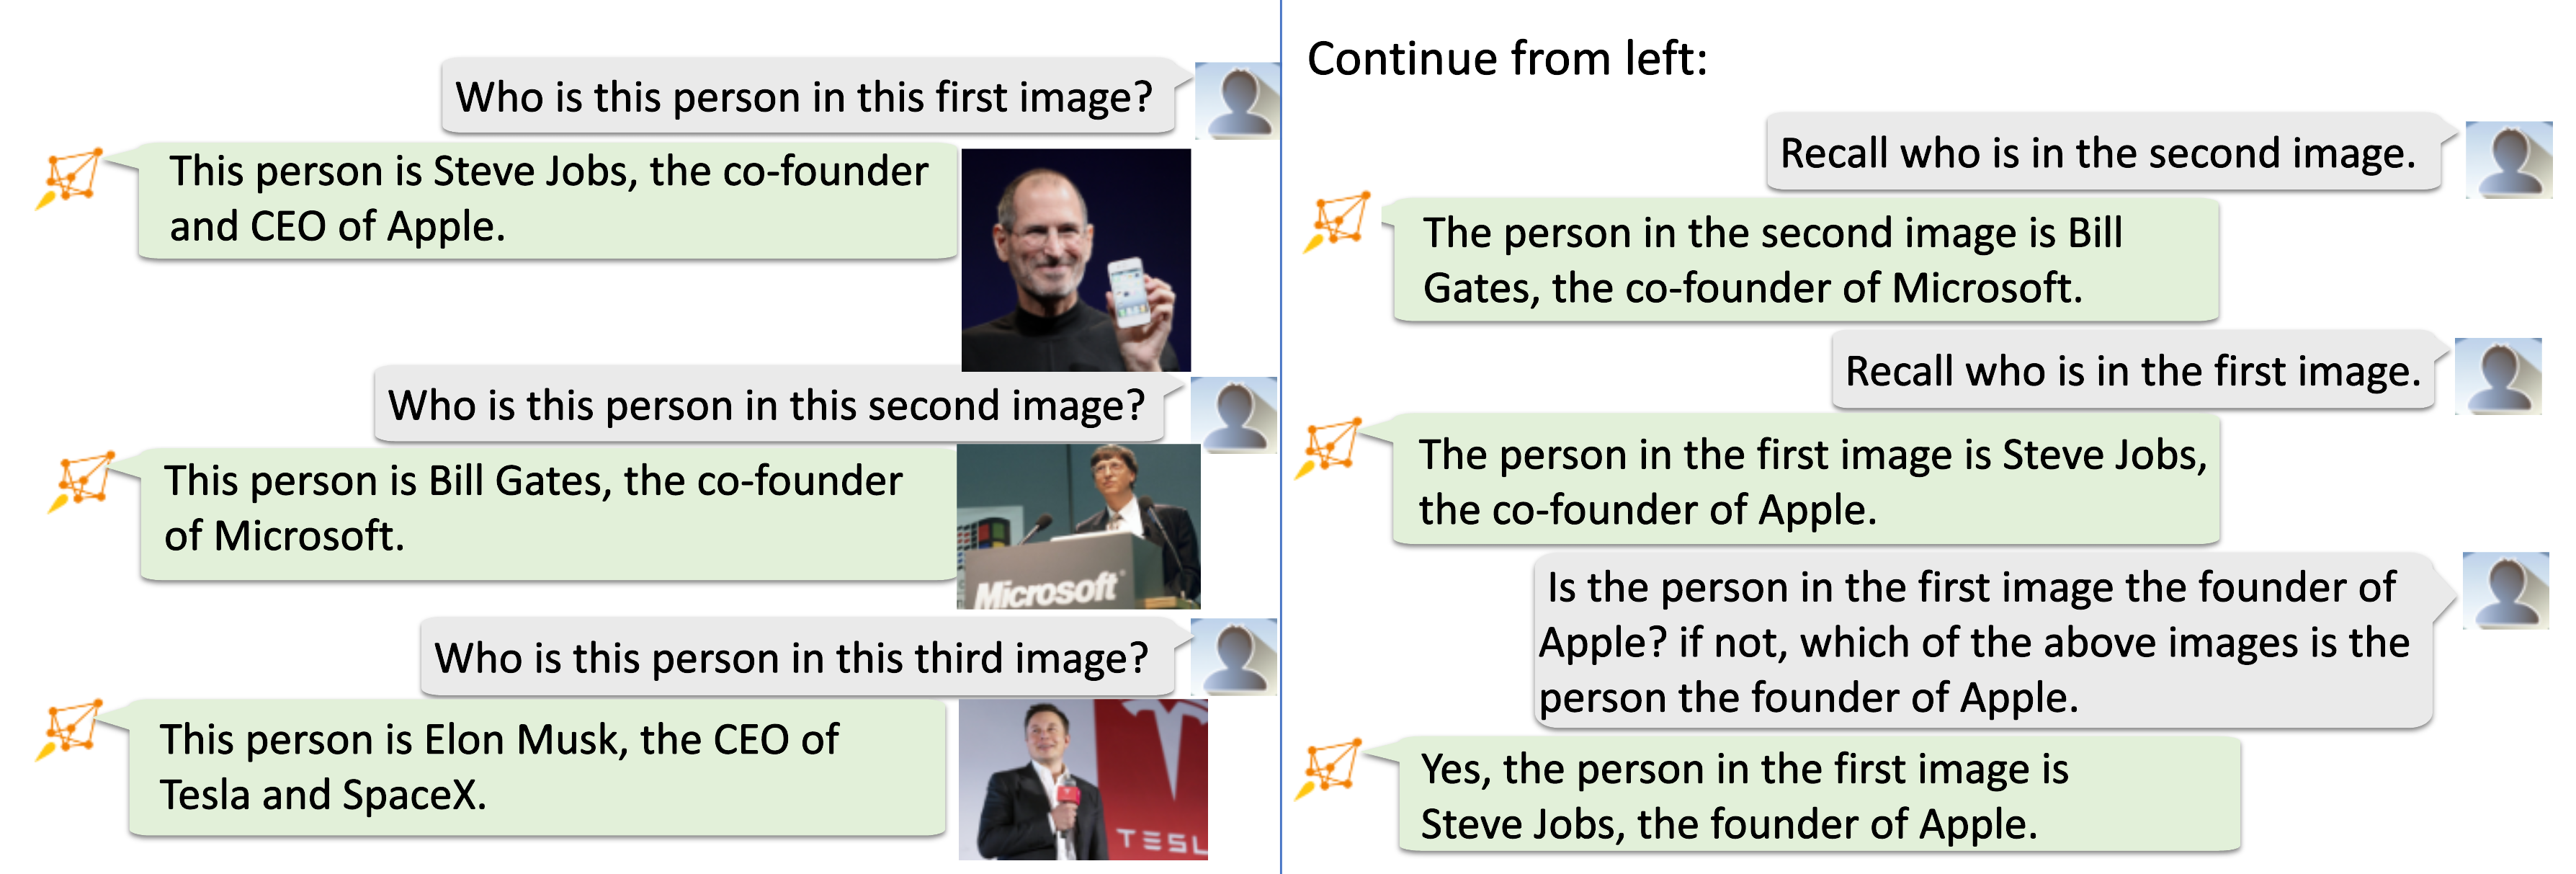 Who is this person in this first image?
This person is Steve Jobs, the co-founder
and CEO of Apple.
Who is this person in this second image?
This person is Bill Gates, the co-founder
of Microsoft.
Microsoft
Who is this person in this third image?
This person is Elon Musk, the CEO of
Tesla and SpaceX.
TESL
Continue from left:
Recall who is in the second image.
The person in the second image is Bill
Gates, the co-founder of Microsoft.
Recall who is in the first image.
The person in the first image is Steve Jobs,
the co-founder of Apple.
Is the person in the first image the founder of
Apple? if not, which of the above images is the
person the founder of Apple.
Yes, the person in the first image is
Steve Jobs, the founder of Apple.